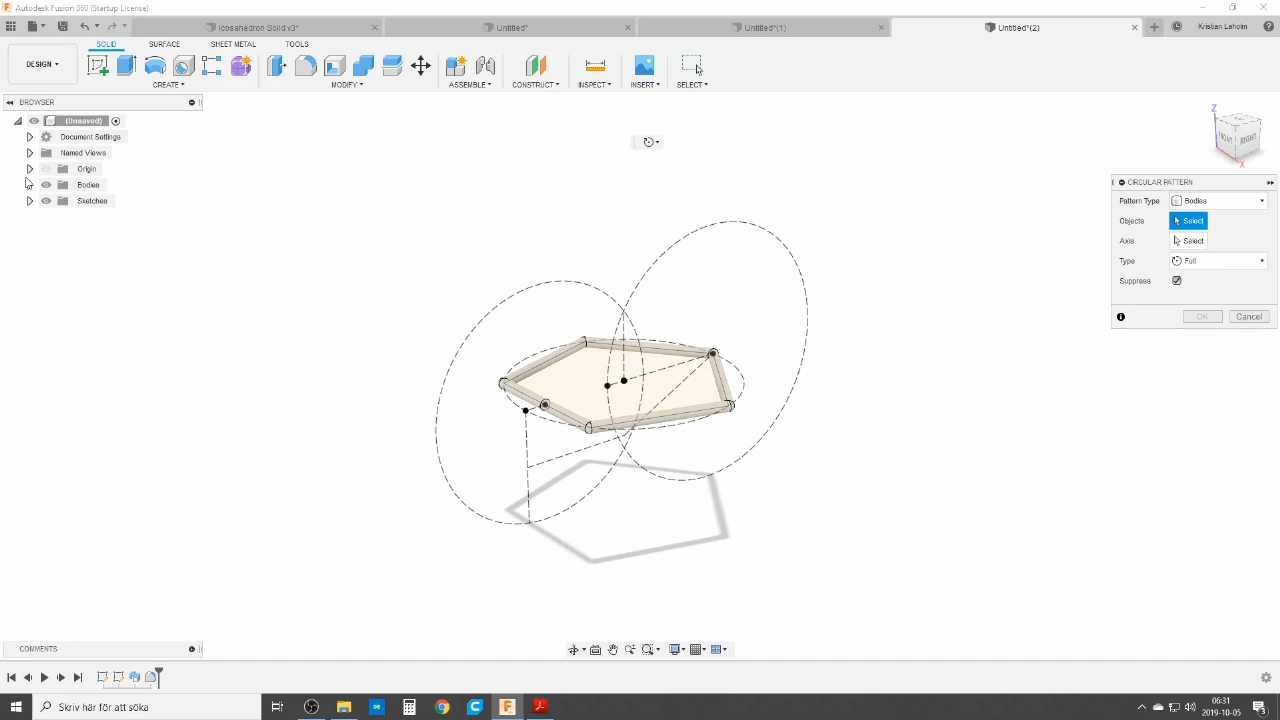 Autodesk Fusion 360 (Startup License)
Icosahedron Solid v3*
Untitled*
Untitled*(1)
Untitled*(2)
Kristian Laholm
DESIGN
SOLID
SURFACE
SHEET METAL
TOOLS
CREATE
MODIFY
ASSEMBLE
CONSTRUCT
INSPECT
INSERT
SELECT
BROWSER
(Unsaved)
Document Settings
Named Views
Origin
Bodies
Sketches
Z
X
RIGHT
CIRCULAR PATTERN
Pattern Type
Bodies
Objects
Select
Axis
Select
Type
Full
Suppress
OK
Cancel
COMMENTS
Skriv här för att söka
06:31
2019-10-05
3